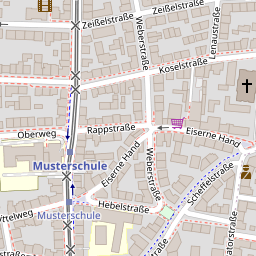 Zeißelstraße
Zeißelstraße
Weberstraße
Lenaustraße
Koselstraße
Oberweg
Rappstraße
Eiserne Hand
Eiserne Hand
Musterschule
Weberstraße
Scheffelstraße
Musterschule
Hebelstraße